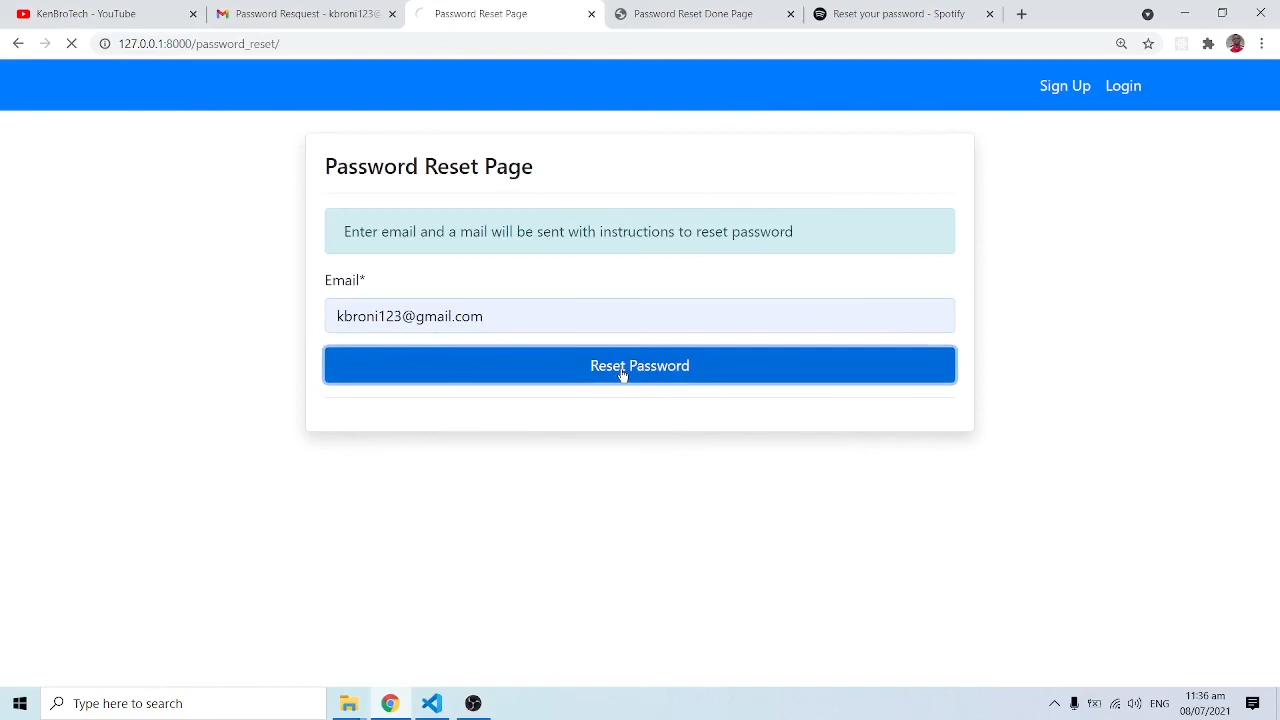 KenBroTech - YouTube
Password Resquest - kbroni123@
Password Reset Page
Password Reset Done Page
Reset your password - Spotify
127.0.0.1:8000/password_reset/
Sign Up Login
Password Reset Page
Enter email and a mail will be sent with instructions to reset password
Email*
kbroni123@gmail.com
Reset Password
Type here to search
ENG
11:36 am
08/07/2021